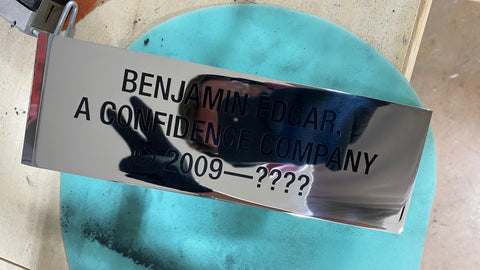 BENJAMIN EDGAR,
A CONFIDENCE COMPANY
© 2009—????